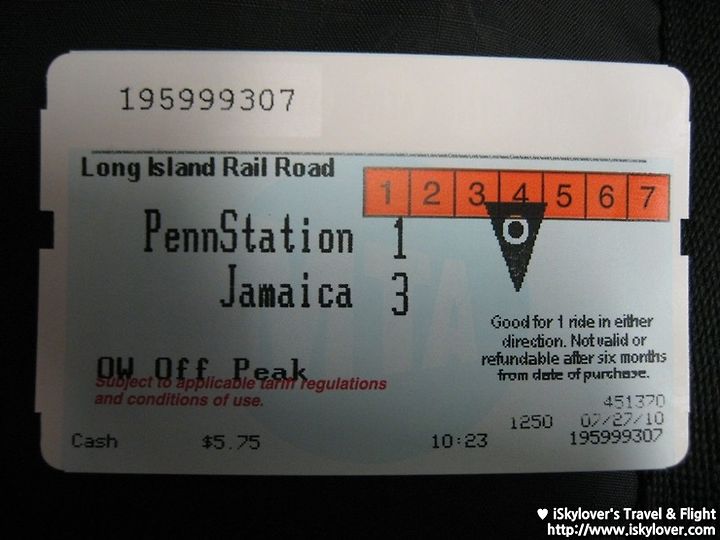 195999307
Long Island Rail Road
1 2 3 4 5 6 7
PennStation 1
O
Jamaica 3
Good for 1 ride in either
direction. Not valid or
refundable after six months
from date of purchase.
OW Off Peak
Subject to applicable tariff regulations
and conditions of use.
451370
1250 07/27/10
Cash $5.75 10:23 195999307
♥ iSkylover's Travel & Flight
http://www.iskylover.com